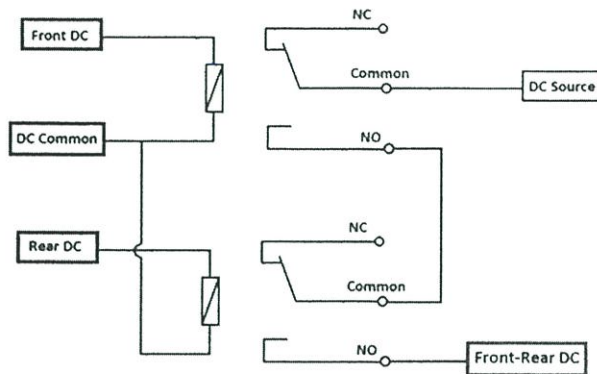 NC
Front DC
Common
DC Source
DC Common
NO
NC
Rear DC
Common
NO
Front-Rear DC